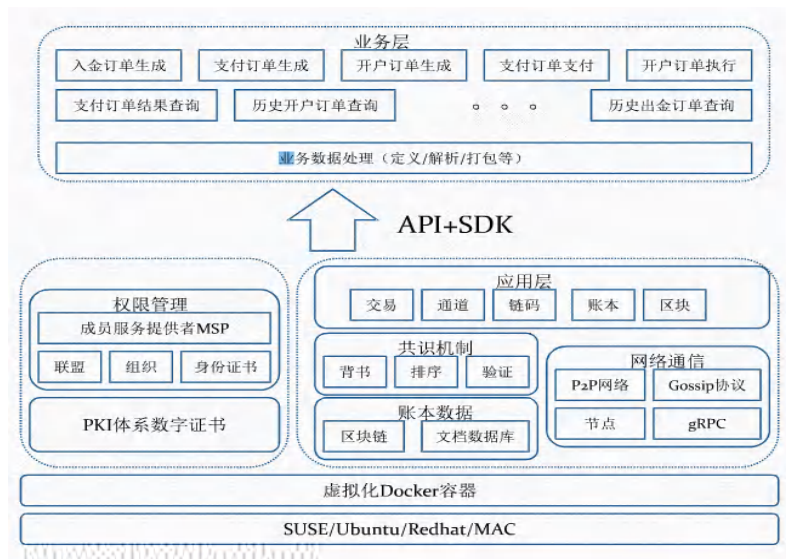 业务层
入金订单生成 支付订单生成 开户订单生成 支付订单支付 开户订单执行
支付订单结果查询 历史开户订单查询 。 。 。 历史出金订单查询
业务数据处理（定义/解析/打包等）
API+SDK
权限管理
成员服务提供者MSP
联盟 组织 身份证书
PKI体系数字证书
应用层
交易 通道 链码 账本 区块
共识机制
背书 排序 验证
账本数据
区块链 文档数据库
网络通信
P2P网络 Gossip协议
节点 gRPC
虚拟化Docker容器
SUSE/Ubuntu/Redhat/MAC